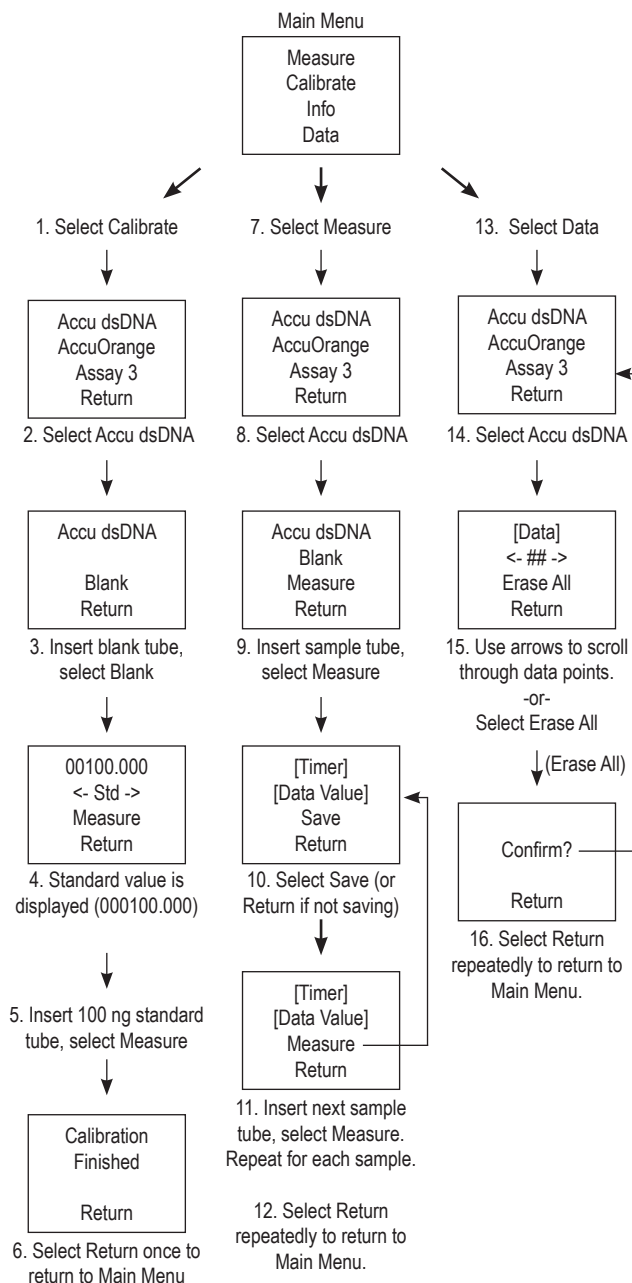 Main Menu
Measure
Calibrate
Info
Data
1. Select Calibrate
Accu dsDNA
AccuOrange
Assay 3
Return
2. Select Accu dsDNA
Accu dsDNA
Blank
Return
3. Insert blank tube,
select Blank
00100.000
<- Std ->
Measure
Return
4. Standard value is
displayed (000100.000)
5. Insert 100 ng standard
tube, select Measure
Calibration
Finished
Return
6. Select Return once to
return to Main Menu
7. Select Measure
Accu dsDNA
AccuOrange
Assay 3
Return
8. Select Accu dsDNA
Accu dsDNA
Blank
Measure
Return
9. Insert sample tube,
select Measure
[Timer]
[Data Value]
Save
Return
10. Select Save (or
Return if not saving)
[Timer]
[Data Value]
Measure
Return
11. Insert next sample
tube, select Measure.
Repeat for each sample.
12. Select Return
repeatedly to return to
Main Menu.
13. Select Data
Accu dsDNA
AccuOrange
Assay 3
Return
14. Select Accu dsDNA
[Data]
<- ## ->
Erase All
Return
15. Use arrows to scroll
through data points.
-or-
Select Erase All
(Erase All)
Confirm?
Return
16. Select Return
repeatedly to return to
Main Menu.